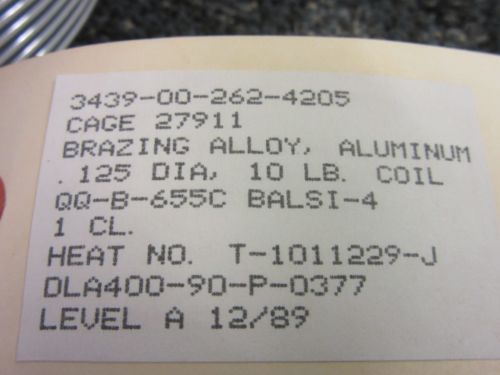 3439-00-262-4205
CAGE 27911
BRAZING ALLOY, ALUMINUM
.125 DIA, 10 LB. COIL
QQ-B-655C BALSI-4
1 CL.
HEAT NO. T-1011229-J
DLA400-90-P-0377
LEVEL A 12/89